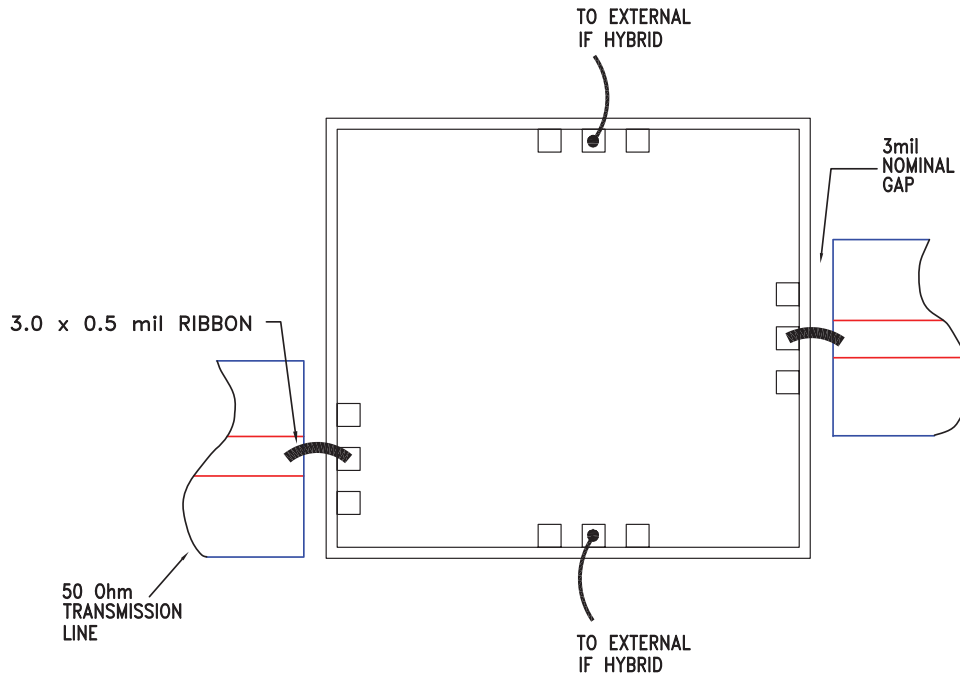 TO EXTERNAL
IF HYBRID
3mil
NOMINAL
GAP
3.0 x 0.5 mil RIBBON
50 Ohm
TRANSMISSION
LINE
TO EXTERNAL
IF HYBRID